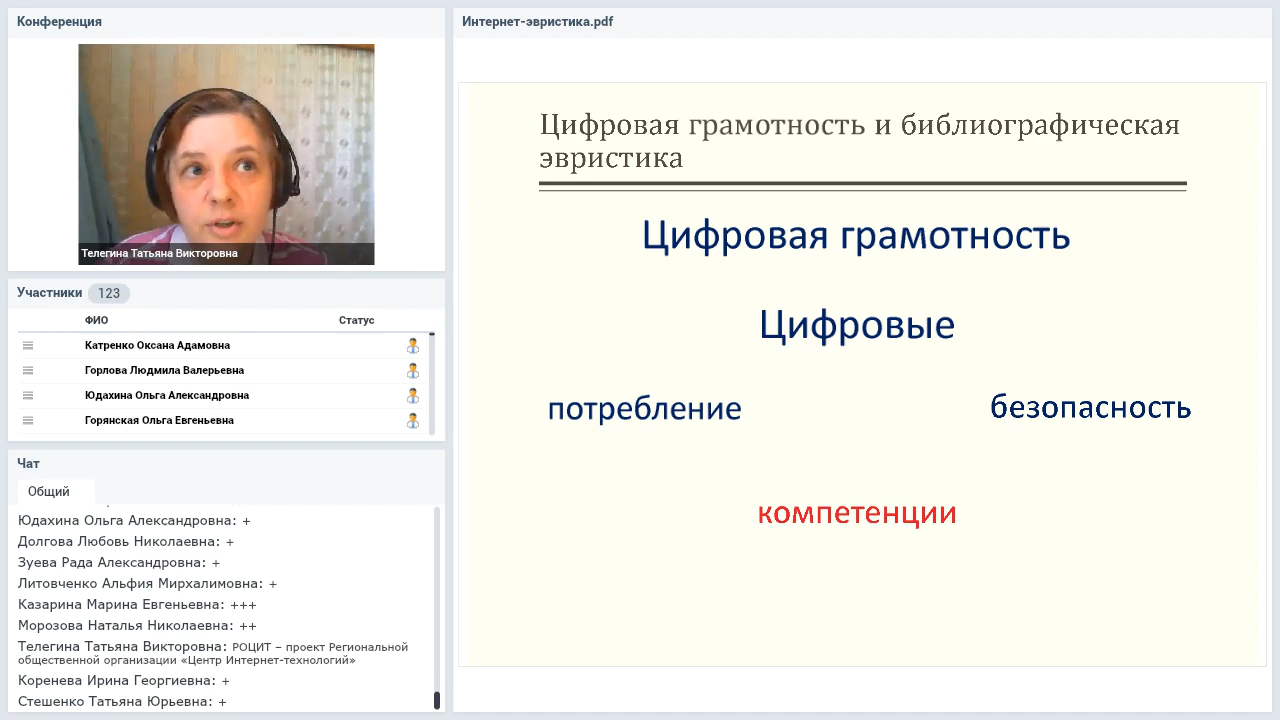 Конференция
Телегина Татьяна Викторовна
Участники 123
ФИО Статус
Катренко Оксана Адамовна
Горлова Людмила Валерьевна
Юдахина Ольга Александровна
Горянская Ольга Евгеньевна
Чат
Общий
Юдахина Ольга Александровна: +
Долгова Любовь Николаевна: +
Зуева Рада Александровна: +
Литовченко Альфия Мирхалимовна: +
Казарина Марина Евгеньевна: +++
Морозова Наталья Николаевна: ++
Телегина Татьяна Викторовна: РОЦИТ – проект Региональной
общественной организации «Центр Интернет-технологий»
Коренева Ирина Георгиевна: +
Стешенко Татьяна Юрьевна: +
Интернет-эвристика.pdf
Цифровая грамотность и библиографическая
эвристика
Цифровая грамотность
Цифровые
потребление безопасность
компетенции